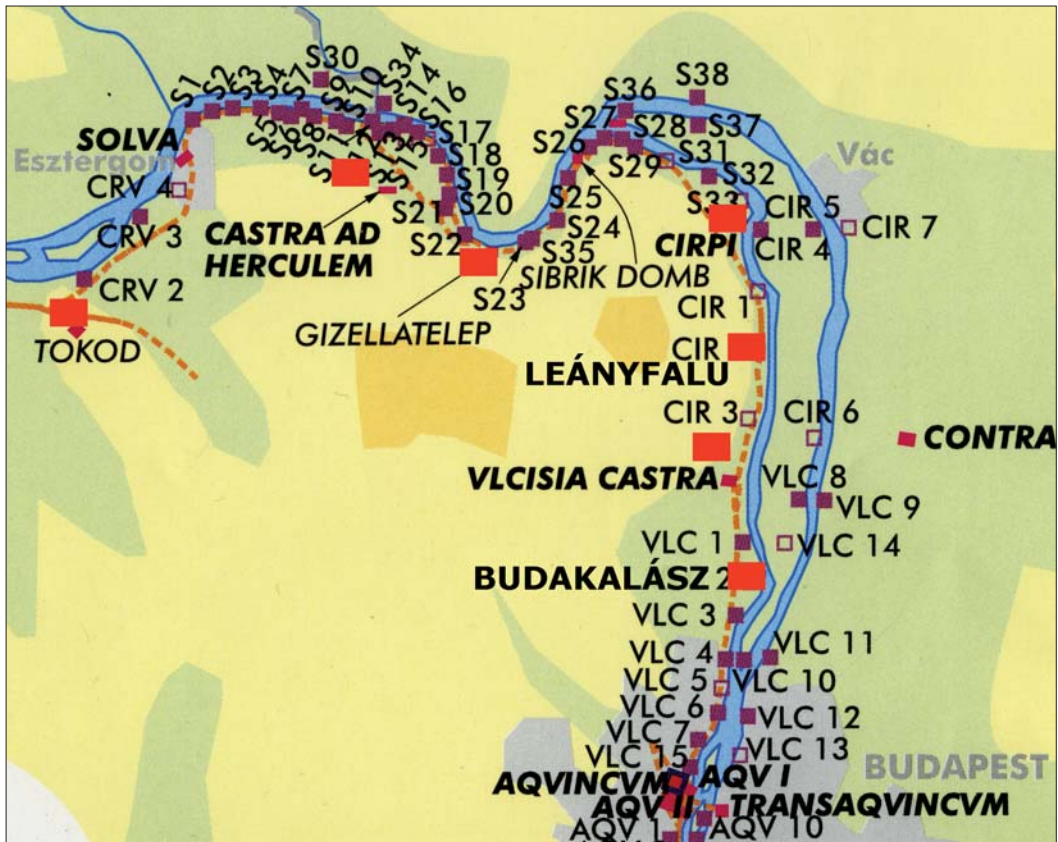 S1
S2
S3
S4
S7
S30
S9
S10
S34
S14
S16
S5
S6
S8
S11
S12
S13
S15
S17
S18
S19
S20
S21
S22
S23
S35
S24
S25
S26
S27
S36
S38
S37
S28
S29
S31
S32
S33
SOLVA
Esztergom
Vác
CRV 4
CRV 3
CRV 2
TOKOD
CASTRA AD
HERCULEM
GIZELLATELEP
SIBRIK DOMB
CIRPI
CIR 5
CIR 4
CIR 7
CIR 1
CIR
LEÁNYFALU
CIR 3
CIR 6
CONTRA
VLCISIA CASTRA
VLC 8
VLC 9
VLC 1
VLC 14
BUDAKALÁSZ 2
VLC 3
VLC 4
VLC 11
VLC 5
VLC 10
VLC 6
VLC 12
VLC 7
VLC 13
VLC 15
BUDAPEST
AQVINCVM
AQV I
AQV II
TRANSAQVINCVM
AQV 1
AQV 10